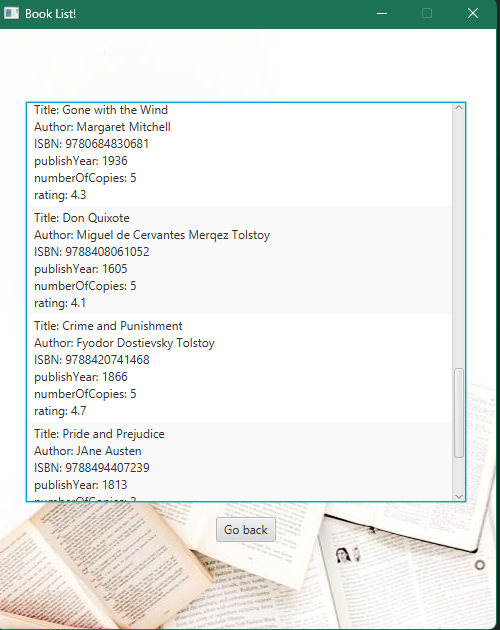 Book List!
Title: Gone with the Wind
Author: Margaret Mitchell
ISBN: 9780684830681
publishYear: 1936
numberOfCopies: 5
rating: 4.3
Title: Don Quixote
Author: Miguel de Cervantes Merqez Tolstoy
ISBN: 9788408061052
publishYear: 1605
numberOfCopies: 5
rating: 4.1
Title: Crime and Punishment
Author: Fyodor Dostievsky Tolstoy
ISBN: 9788420741468
publishYear: 1866
numberOfCopies: 5
rating: 4.7
Title: Pride and Prejudice
Author: JAne Austen
ISBN: 9788494407239
publishYear: 1813
numberOfCopies:
Go back